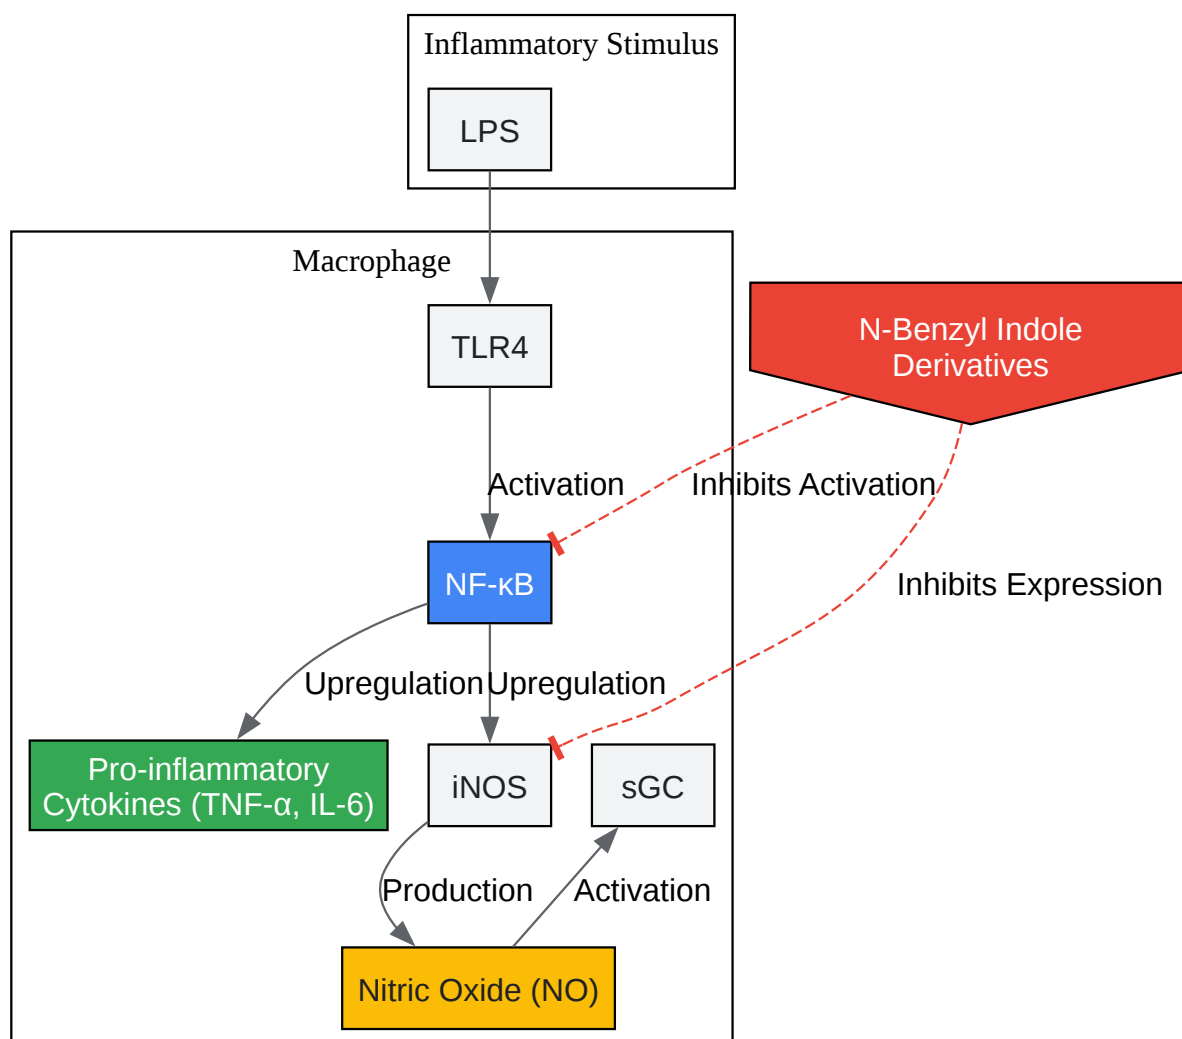 Inflammatory Stimulus
LPS
Macrophage
TLR4
N-Benzyl Indole
Derivatives
Activation
Inhibits Activation
NF-κB
Inhibits Expression
Upregulation
Upregulation
Pro-inflammatory
Cytokines (TNF-α, IL-6)
iNOS
sGC
Production
Activation
Nitric Oxide (NO)